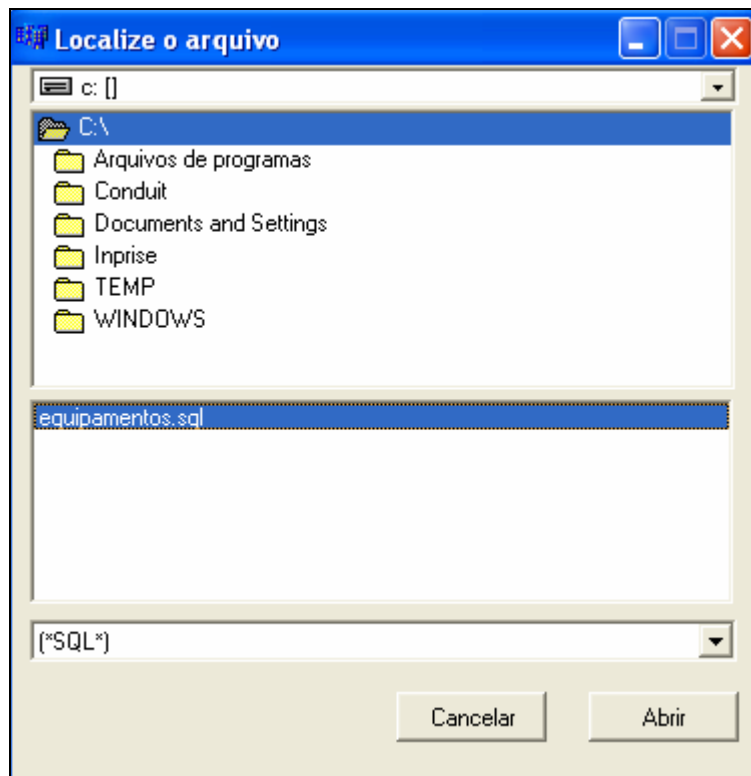 Localize o arquivo
c: []
C:\
Arquivos de programas
Conduit
Documents and Settings
Inprise
TEMP
WINDOWS
equipamentos.sql
(*SQL*)
Cancelar
Abrir